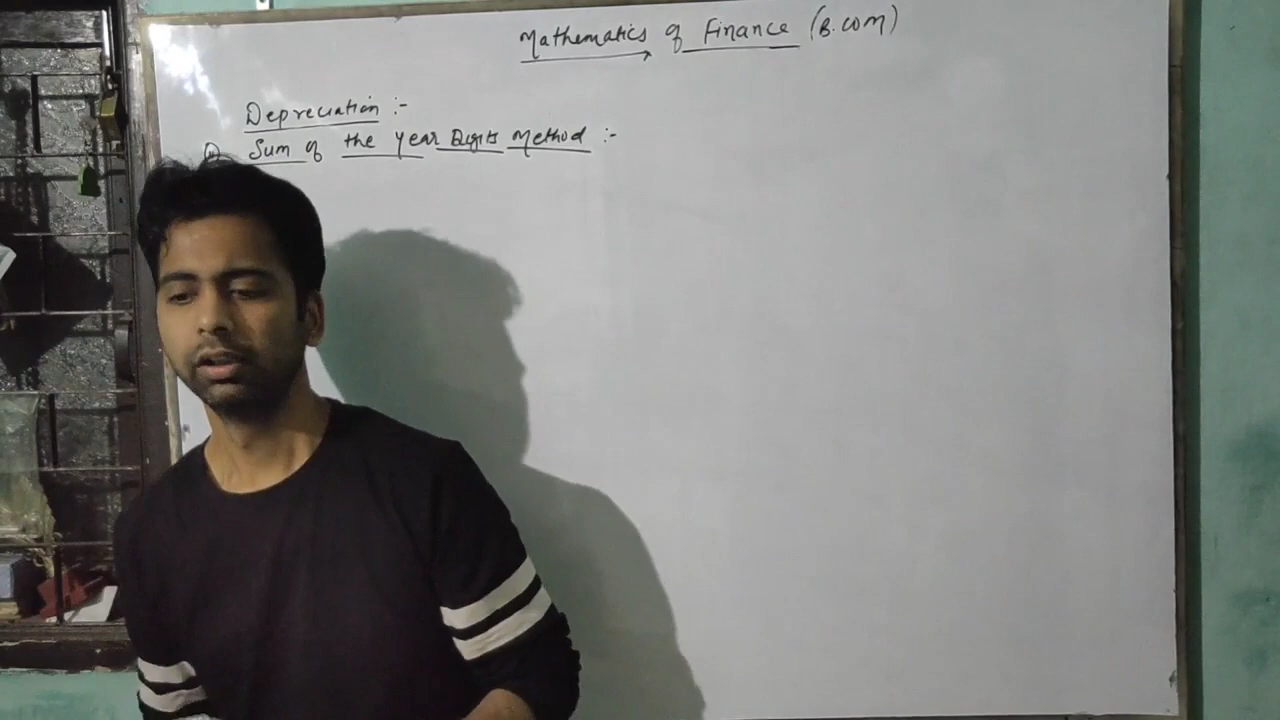 Mathematics of Finance (B.com)
Depreciation :-
Sum of the year Digits Method :-